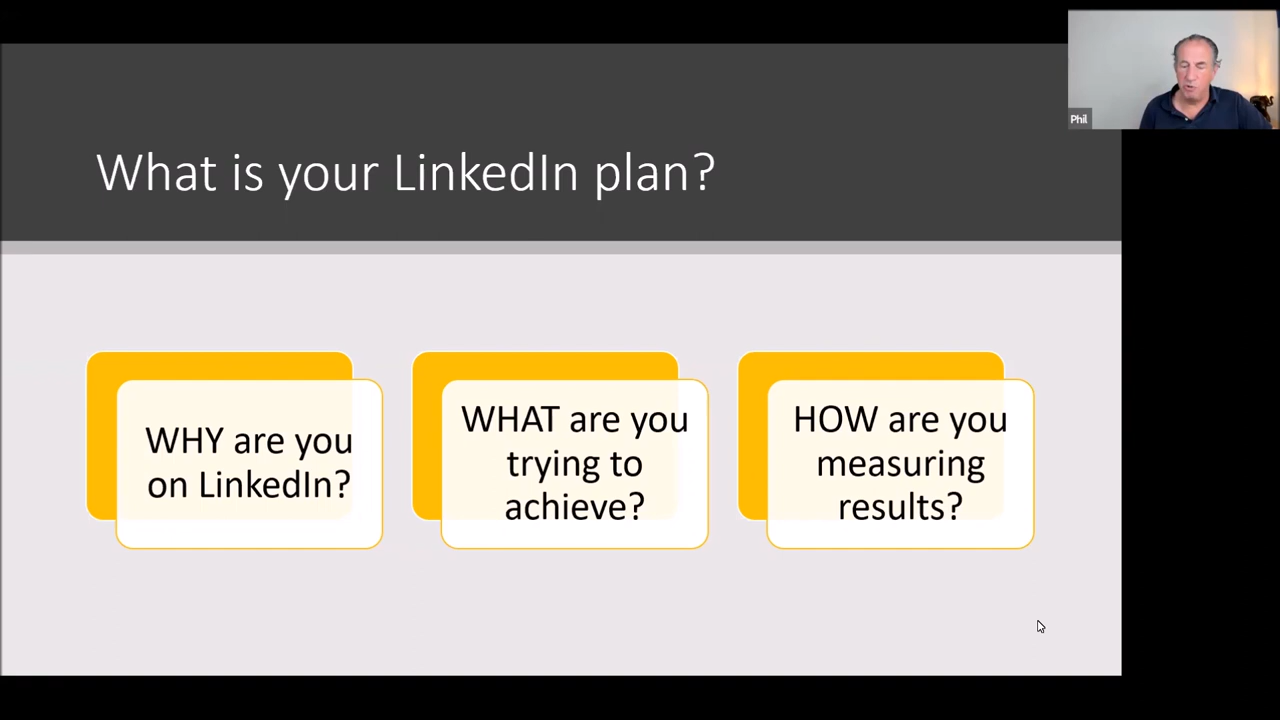 What is your LinkedIn plan?
WHY are you
on LinkedIn?
WHAT are you
trying to
achieve?
HOW are you
measuring
results?
Phil